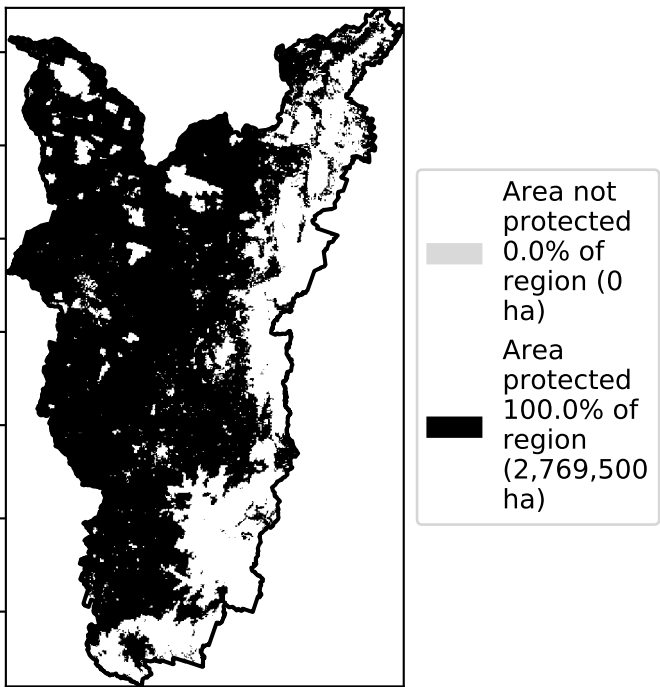 Area not
protected
0.0% of
region (0
ha)
Area
protected
100.0% of
region
(2,769,500
ha)